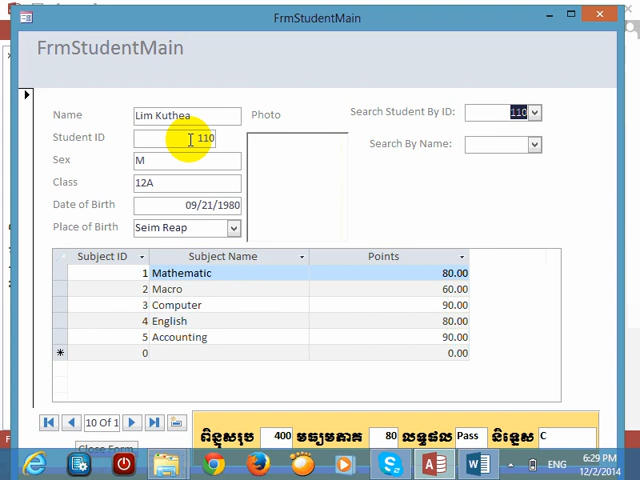 FrmStudentMain
FrmStudentMain
Name Lim Kuthea Photo Search Student By ID: 110
Student ID 110 Search By Name:
Sex M
Class 12A
Date of Birth 09/21/1980
Place of Birth Seim Reap
Subject ID Subject Name Points
1 Mathematic 80.00
2 Macro 60.00
3 Computer 90.00
4 English 80.00
5 Accounting 90.00
* 0 0.00
10 Of 1
ពិន្ទុសរុប 400 មធ្យមភាគ 80 លទ្ធផល Pass និទ្ទេស C
Close Form
ENG 6:29 PM
12/2/2014